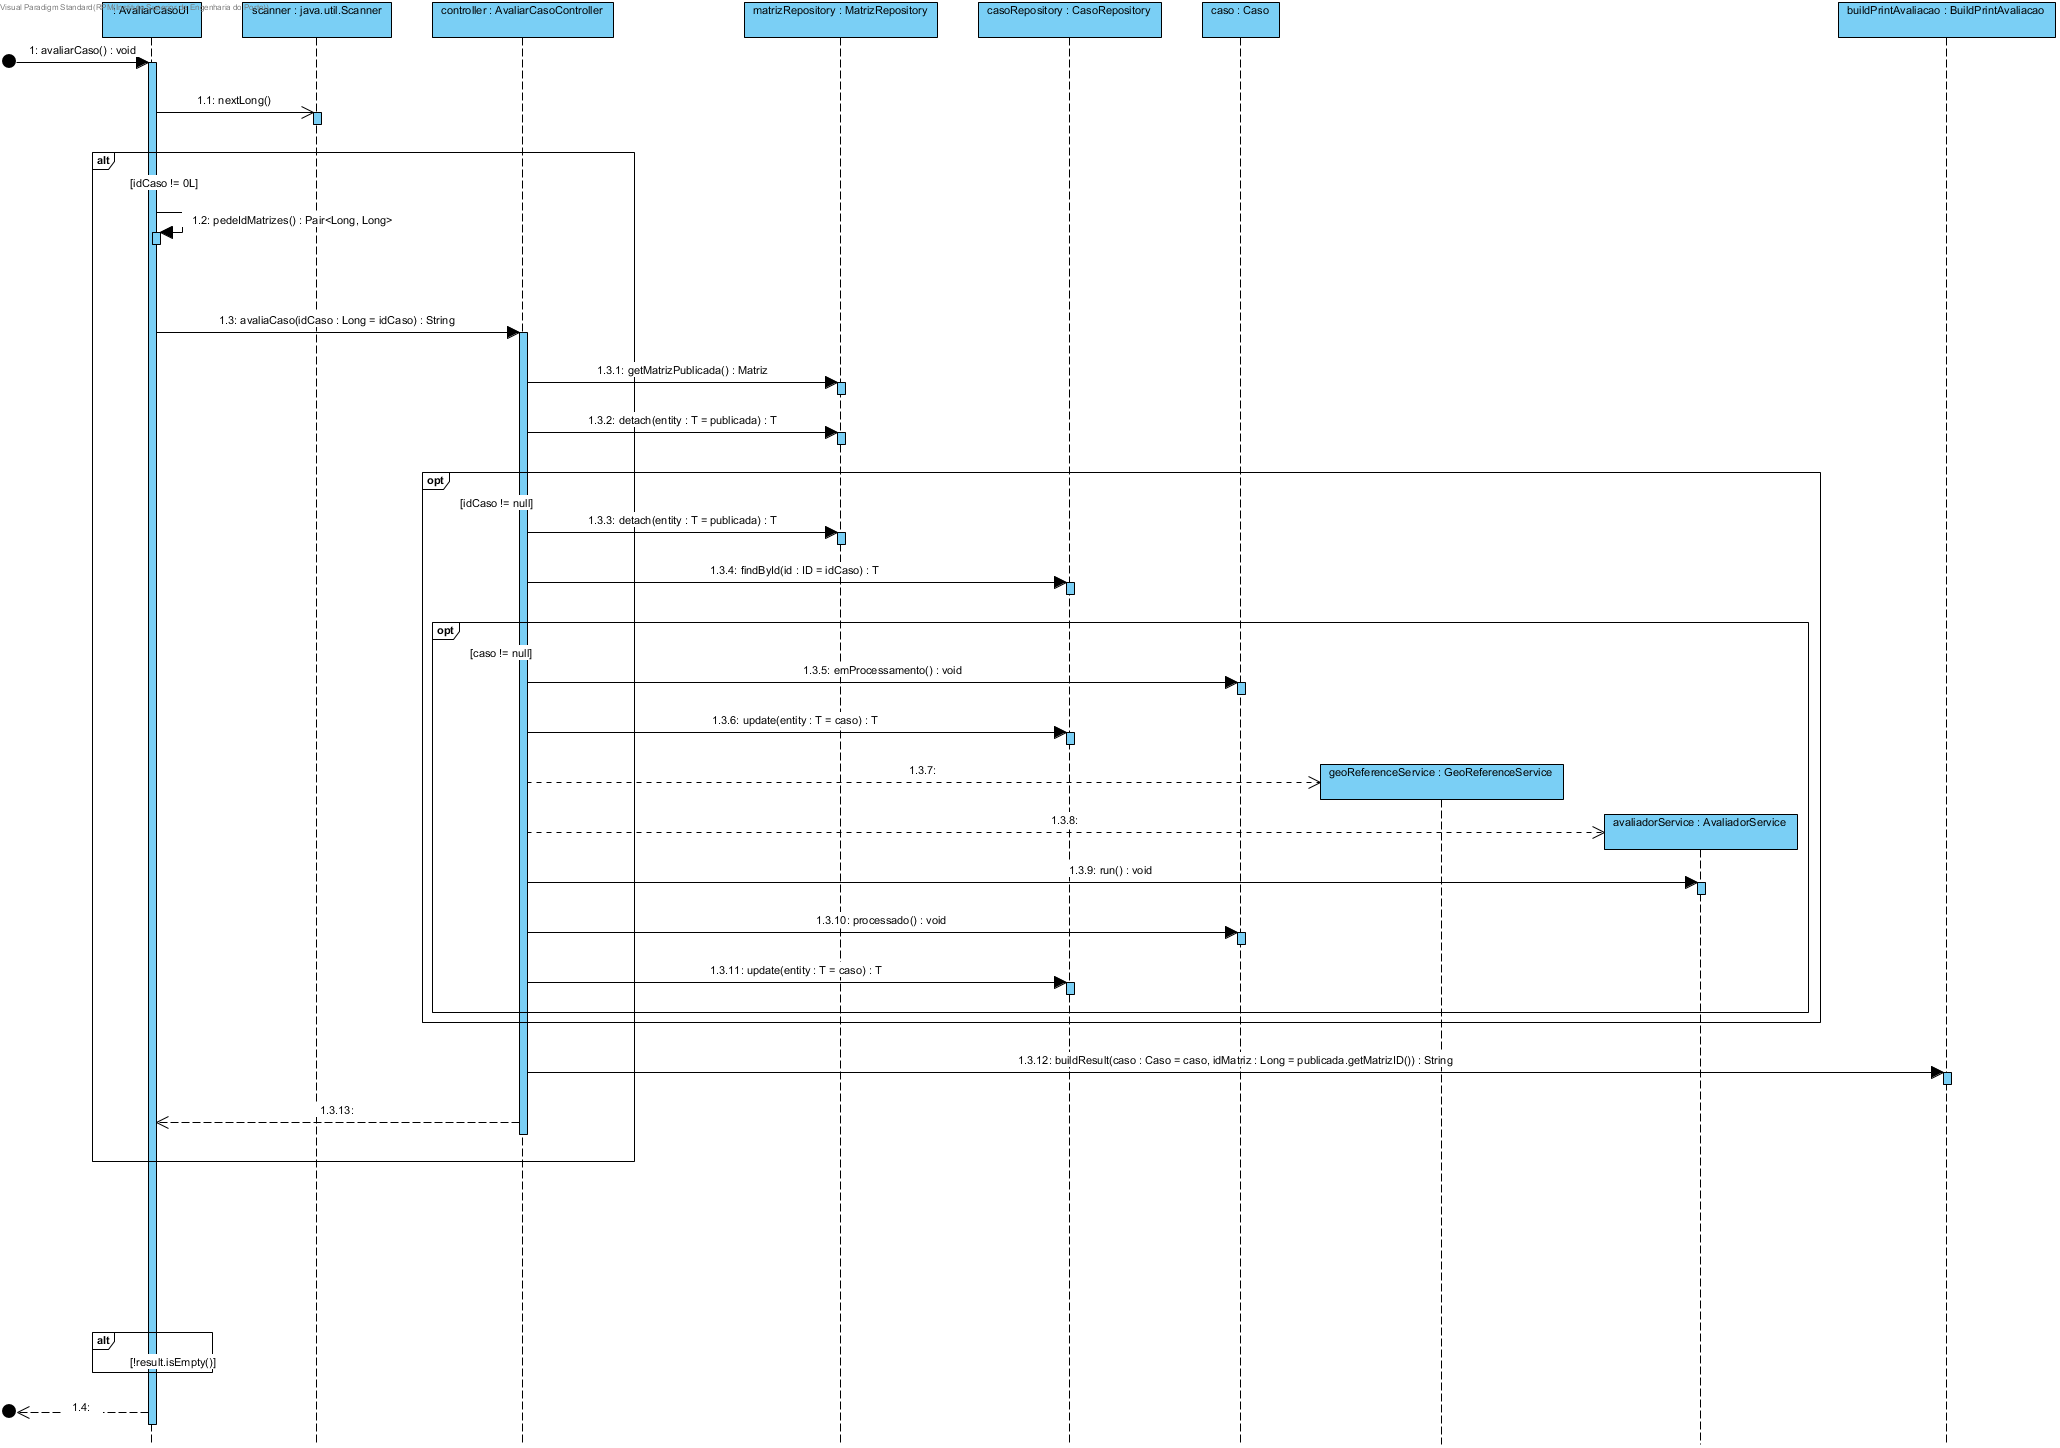 Visual Paradigm Standard(
: AvaliarCasoUI
scanner : java.util.Scanner
controller : AvaliarCasoController
matrizRepository : MatrizRepository
casoRepository : CasoRepository
caso : Caso
buildPrintAvaliacao : BuildPrintAvaliacao
1: avaliarCaso() : void
1.1: nextLong()
alt
[idCaso != 0L]
1.2: pedeIdMatrizes() : Pair<Long, Long>
1.3: avaliaCaso(idCaso : Long = idCaso) : String
1.3.1: getMatrizPublicada() : Matriz
1.3.2: detach(entity : T = publicada) : T
opt
[idCaso != null]
1.3.3: detach(entity : T = publicada) : T
1.3.4: findById(id : ID = idCaso) : T
opt
[caso != null]
1.3.5: emProcessamento() : void
1.3.6: update(entity : T = caso) : T
1.3.7:
geoReferenceService : GeoReferenceService
1.3.8:
avaliadorService : AvaliadorService
1.3.9: run() : void
1.3.10: processado() : void
1.3.11: update(entity : T = caso) : T
1.3.12: buildResult(caso : Caso = caso, idMatriz : Long = publicada.getMatrizID()) : String
1.3.13:
alt
[!result.isEmpty()]
1.4: